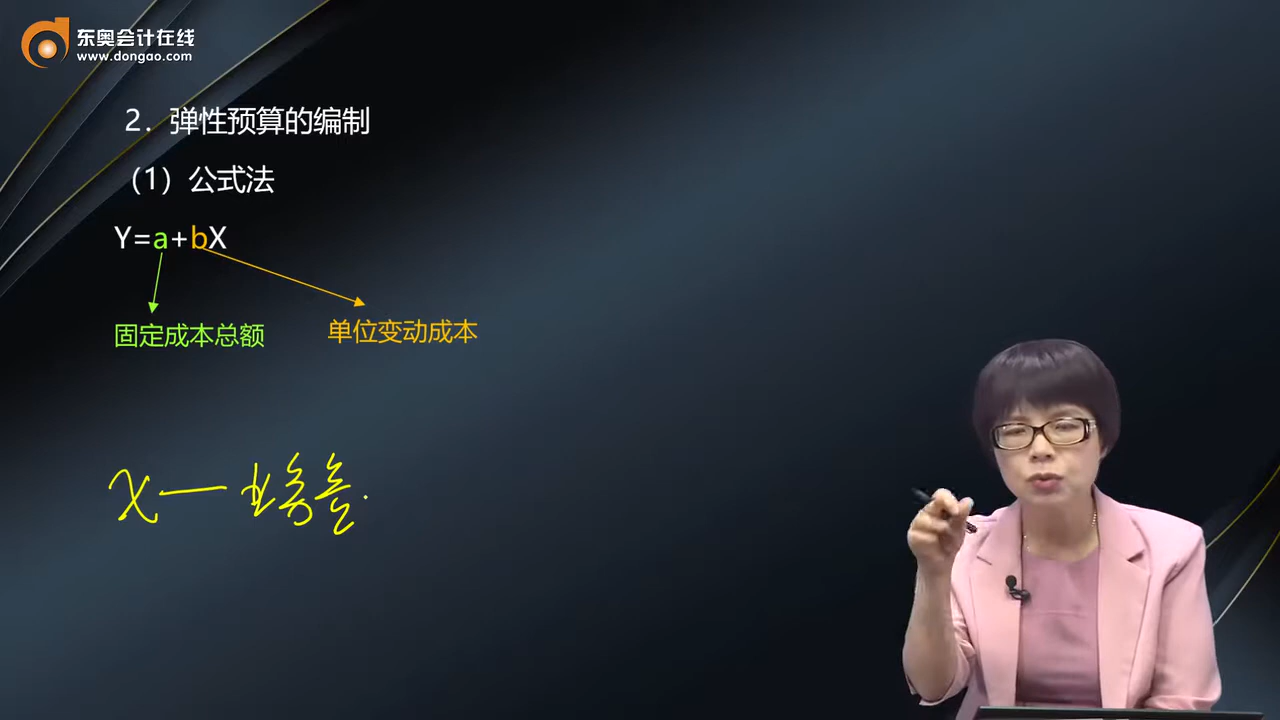 东奥会计在线
www.dongao.com
2．弹性预算的编制
（1）公式法
Y=a+bX
固定成本总额
单位变动成本
X—业务量